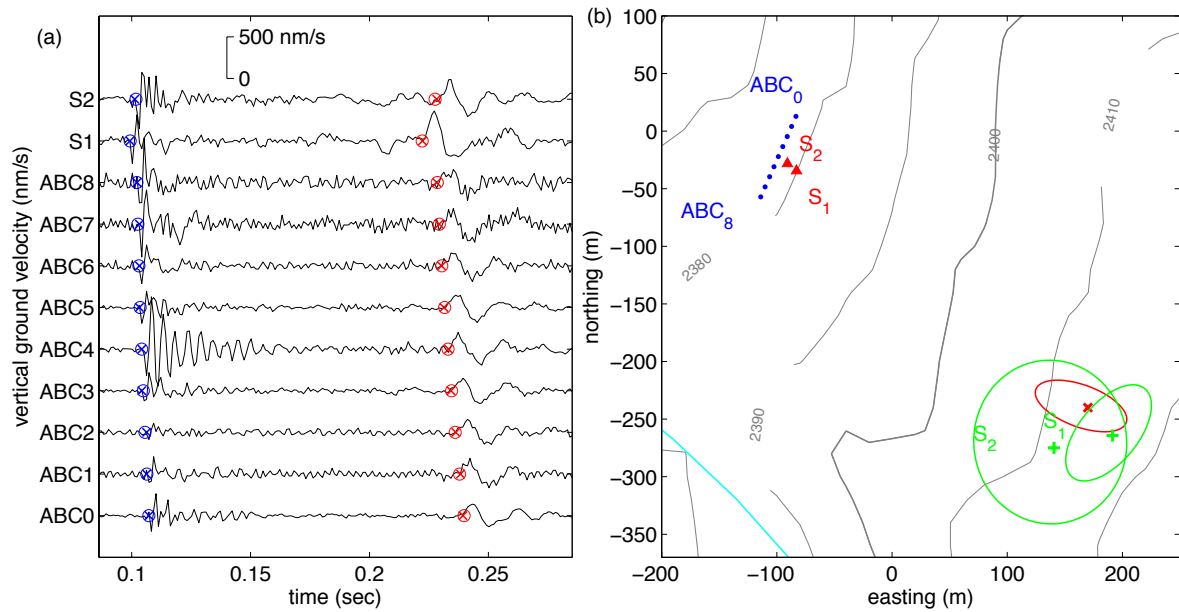 (a)
500 nm/s
0
S2
S1
ABC8
ABC7
ABC6
ABC5
ABC4
ABC3
ABC2
ABC1
ABC0
vertical ground velocity (nm/s)
0.1
0.15
0.2
0.25
time (sec)
(b)
100
50
0
−50
−100
−150
−200
−250
−300
−350
northing (m)
ABC0
S2
S1
ABC8
2380
2390
2400
2410
S1
S2
−200
−100
0
100
200
easting (m)